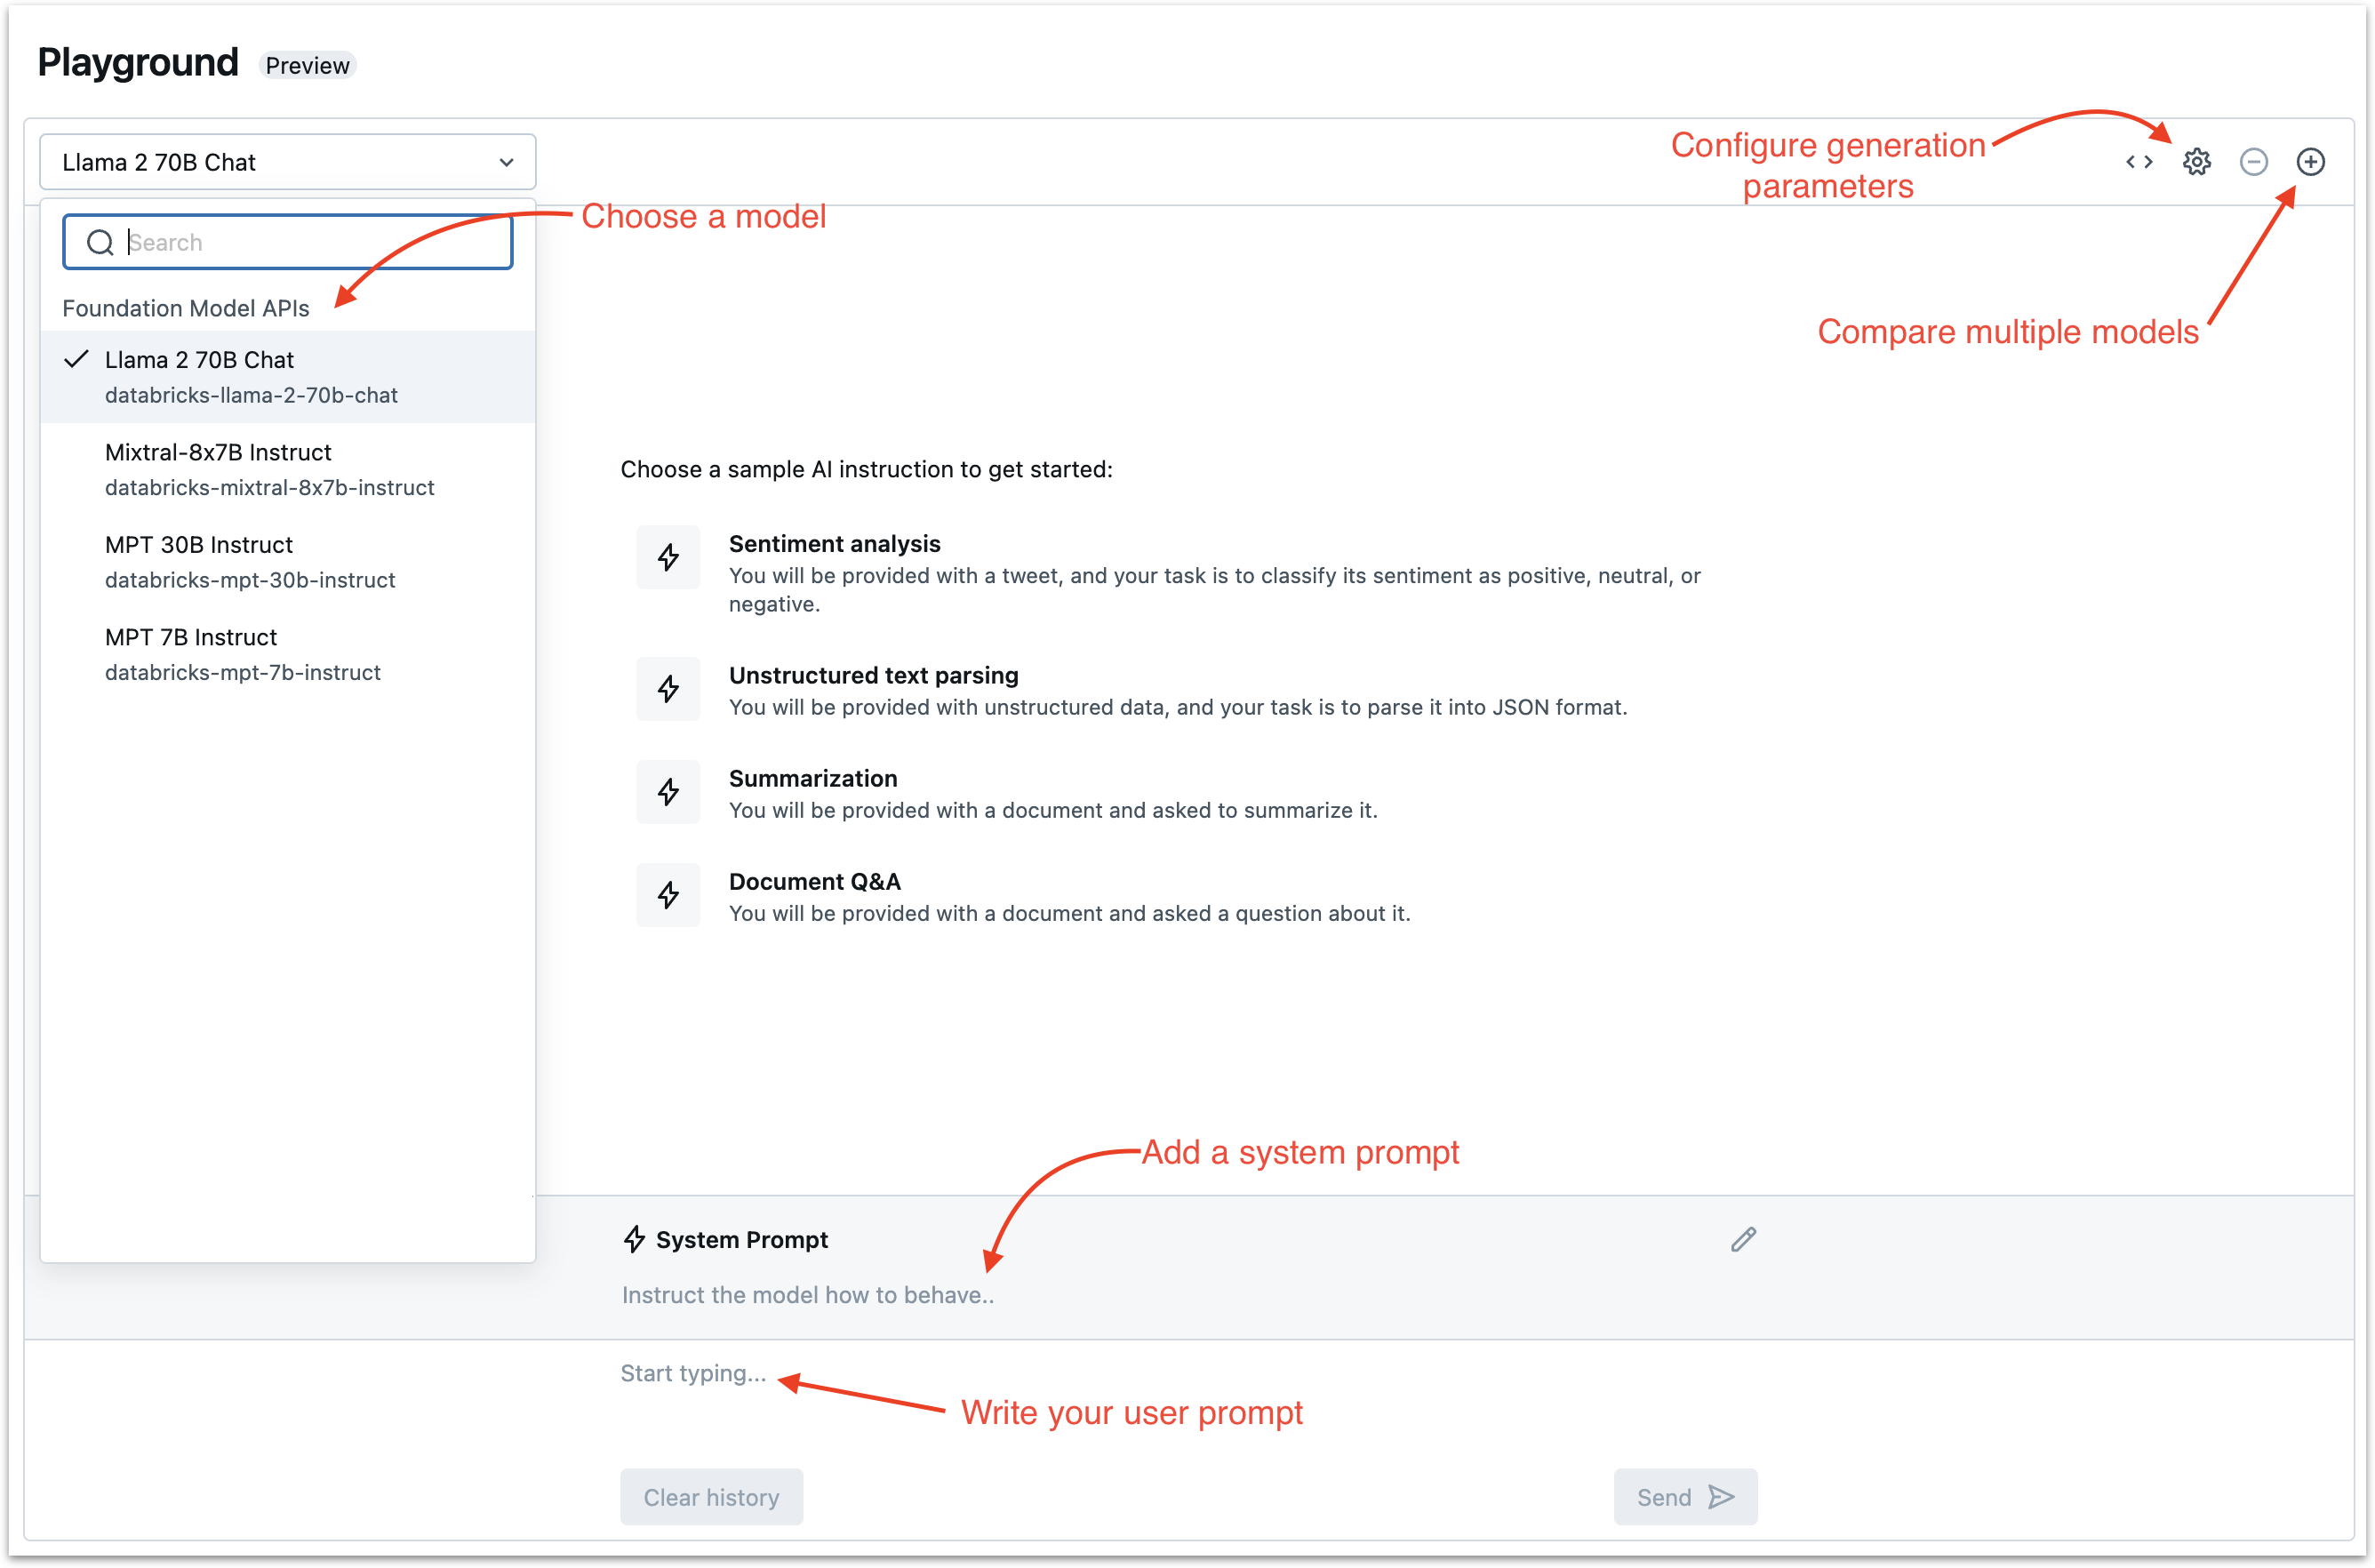 Playground Preview
Llama 2 70B Chat
Configure generation
parameters
Choose a model
Search
Foundation Model APIs
Compare multiple models
Llama 2 70B Chat
databricks-llama-2-70b-chat
Mixtral-8x7B Instruct
databricks-mixtral-8x7b-instruct
MPT 30B Instruct
databricks-mpt-30b-instruct
MPT 7B Instruct
databricks-mpt-7b-instruct
Choose a sample AI instruction to get started:
Sentiment analysis
You will be provided with a tweet, and your task is to classify its sentiment as positive, neutral, or
negative.
Unstructured text parsing
You will be provided with unstructured data, and your task is to parse it into JSON format.
Summarization
You will be provided with a document and asked to summarize it.
Document Q&A
You will be provided with a document and asked a question about it.
Add a system prompt
System Prompt
Instruct the model how to behave..
Start typing...
Write your user prompt
Clear history
Send